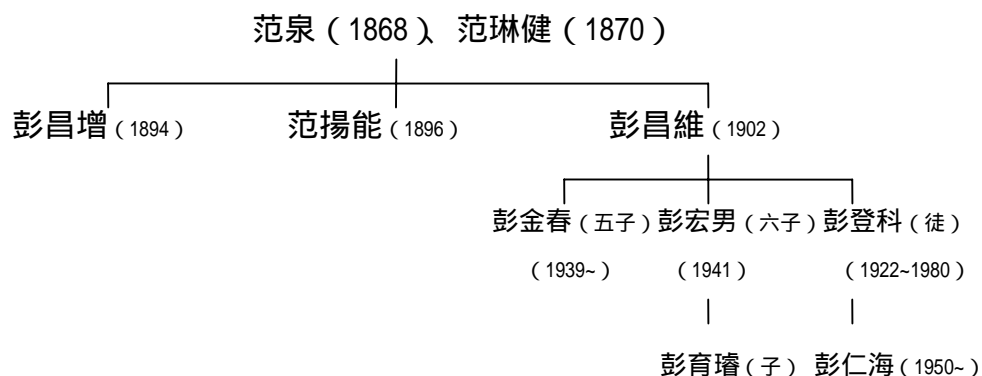 范泉（1868）、范琳健（1870）
彭昌增（1894） 范揚能（1896） 彭昌維（1902）
彭金春（五子） 彭宏男（六子） 彭登科（徒）
（1939~） （1941） （1922~1980）
彭育璿（子） 彭仁海（1950~）